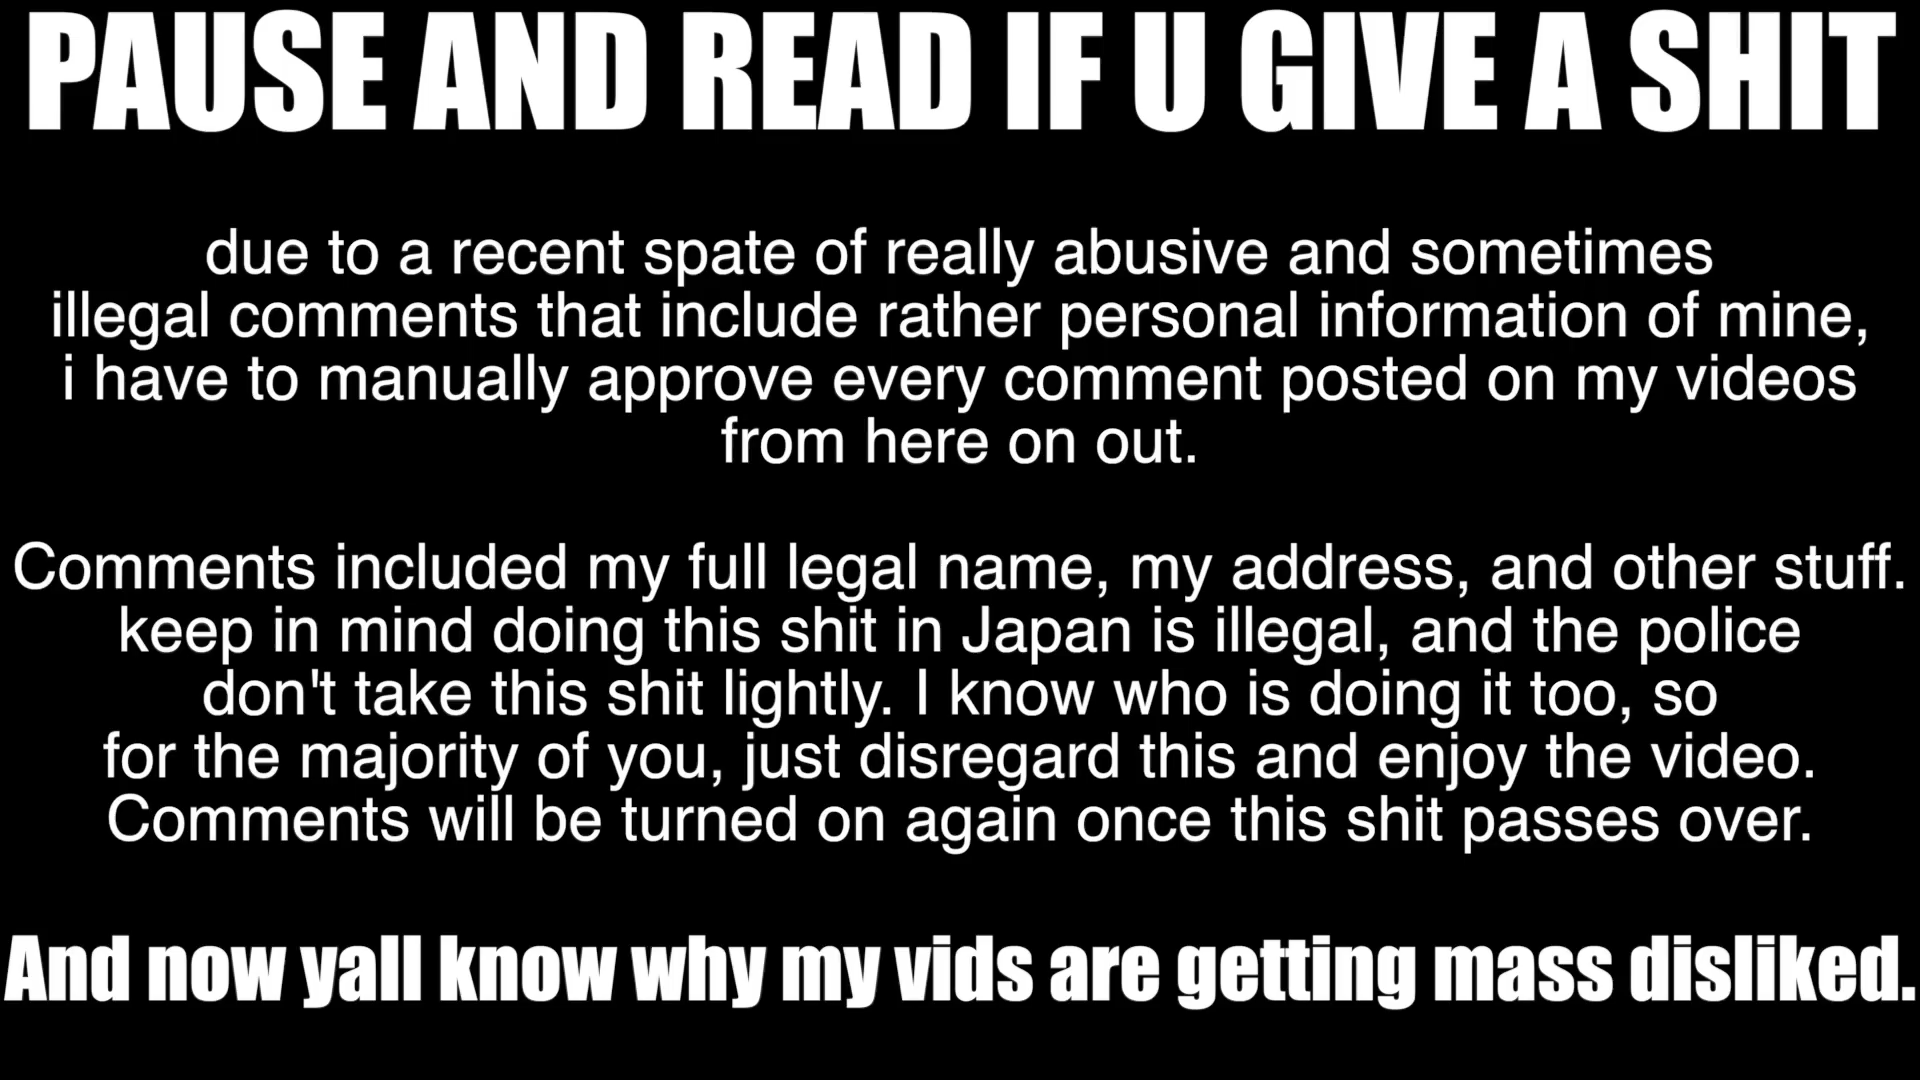 PAUSE AND READ IF U GIVE A SHIT
due to a recent spate of really abusive and sometimes
illegal comments that include rather personal information of mine,
i have to manually approve every comment posted on my videos
from here on out.
Comments included my full legal name, my address, and other stuff.
keep in mind doing this shit in Japan is illegal, and the police
don't take this shit lightly. I know who is doing it too, so
for the majority of you, just disregard this and enjoy the video.
Comments will be turned on again once this shit passes over.
And now yall know why my vids are getting mass disliked.